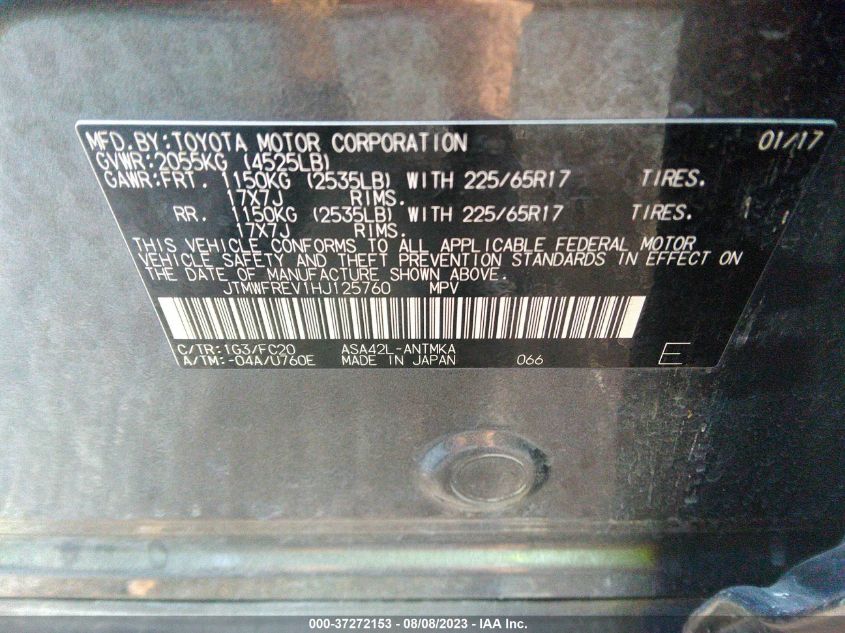 MFD.BY:TOYOTA MOTOR CORPORATION 01/17
GVWR:2055KG (4525LB)
GAWR:FRT. 1150KG (2535LB) WITH 225/65R17 TIRES.
17X7J RIMS.
RR. 1150KG (2535LB) WITH 225/65R17 TIRES.
17X7J RIMS.
THIS VEHICLE CONFORMS TO ALL APPLICABLE FEDERAL MOTOR
VEHICLE SAFETY AND THEFT PREVENTION STANDARDS IN EFFECT ON
THE DATE OF MANUFACTURE SHOWN ABOVE.
JTMWFREV1HJ125760 MPV
C/TR:1G3/FC20 ASA42L-ANTMKA
A/TM:-04A/U760E MADE IN JAPAN 066 E
000-37272153 - 08/08/2023 - IAA Inc.